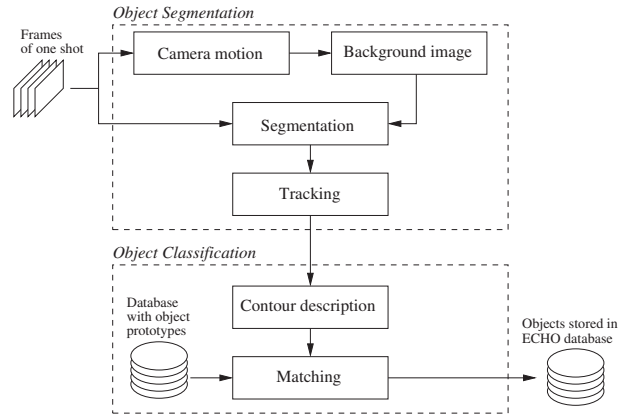 Object Segmentation
Frames
of one shot
Camera motion
Background image
Segmentation
Tracking
Object Classification
Contour description
Database
with object
prototypes
Matching
Objects stored in
ECHO database